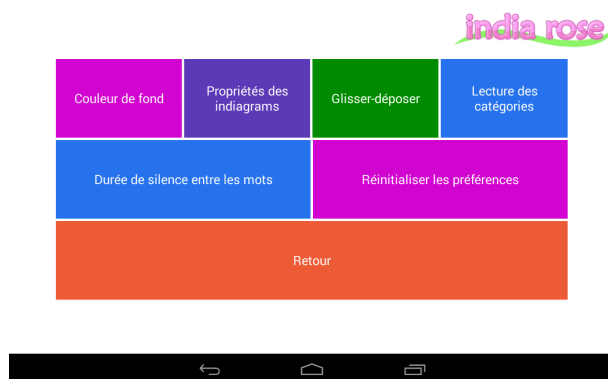 india rose
Couleur de fond
Propriétés des
indiagrams
Glisser-déposer
Lecture des
catégories
Durée de silence entre les mots
Réinitialiser les préférences
Retour